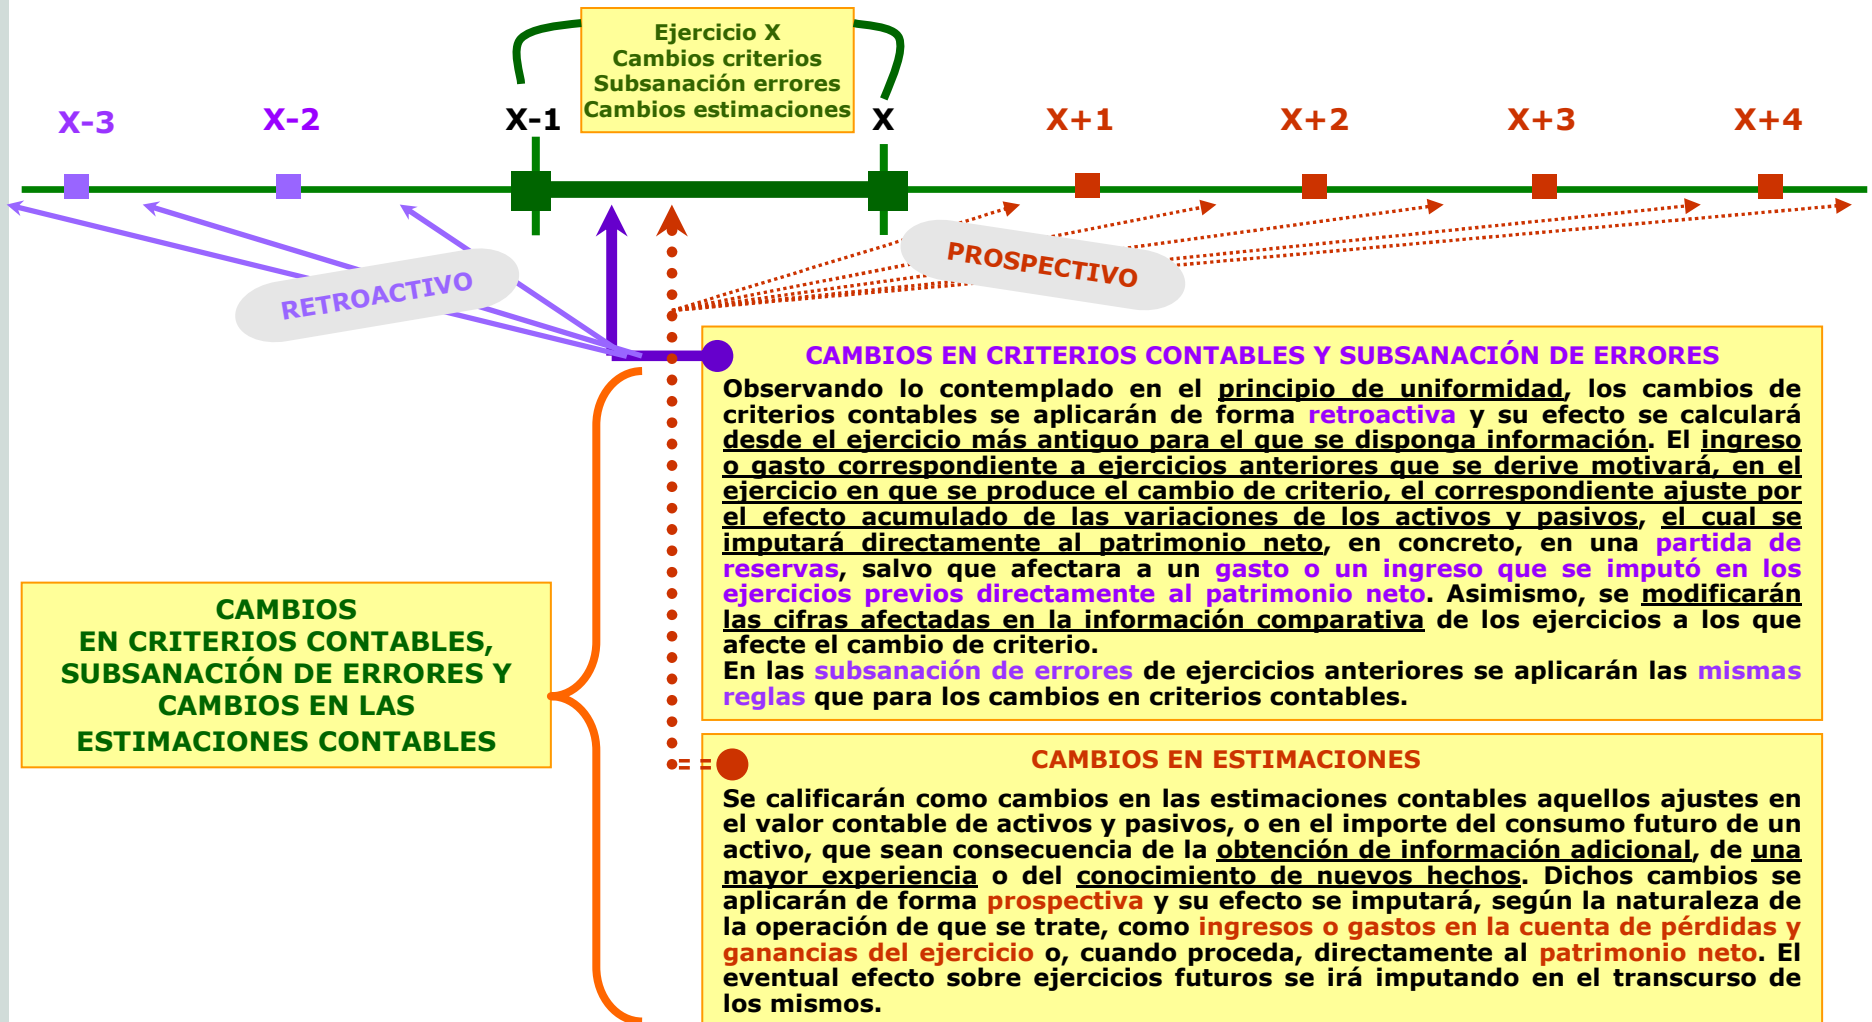 Ejercicio X
Cambios criterios
Subsanación errores
Cambios estimaciones
X-3
X-2
X-1
X
X+1
X+2
X+3
X+4
RETROACTIVO
PROSPECTIVO
CAMBIOS
EN CRITERIOS CONTABLES,
SUBSANACIÓN DE ERRORES Y
CAMBIOS EN LAS
ESTIMACIONES CONTABLES
CAMBIOS EN CRITERIOS CONTABLES Y SUBSANACIÓN DE ERRORES
Observando lo contemplado en el principio de uniformidad, los cambios de
criterios contables se aplicarán de forma retroactiva y su efecto se calculará
desde el ejercicio más antiguo para el que se disponga información. El ingreso
o gasto correspondiente a ejercicios anteriores que se derive motivará, en el
ejercicio en que se produce el cambio de criterio, el correspondiente ajuste por
el efecto acumulado de las variaciones de los activos y pasivos, el cual se
imputará directamente al patrimonio neto, en concreto, en una partida de
reservas, salvo que afectara a un gasto o un ingreso que se imputó en los
ejercicios previos directamente al patrimonio neto. Asimismo, se modificarán
las cifras afectadas en la información comparativa de los ejercicios a los que
afecte el cambio de criterio.
En las subsanación de errores de ejercicios anteriores se aplicarán las mismas
reglas que para los cambios en criterios contables.
CAMBIOS EN ESTIMACIONES
Se calificarán como cambios en las estimaciones contables aquellos ajustes en
el valor contable de activos y pasivos, o en el importe del consumo futuro de un
activo, que sean consecuencia de la obtención de información adicional, de una
mayor experiencia o del conocimiento de nuevos hechos. Dichos cambios se
aplicarán de forma prospectiva y su efecto se imputará, según la naturaleza de
la operación de que se trate, como ingresos o gastos en la cuenta de pérdidas y
ganancias del ejercicio o, cuando proceda, directamente al patrimonio neto. El
eventual efecto sobre ejercicios futuros se irá imputando en el transcurso de
los mismos.